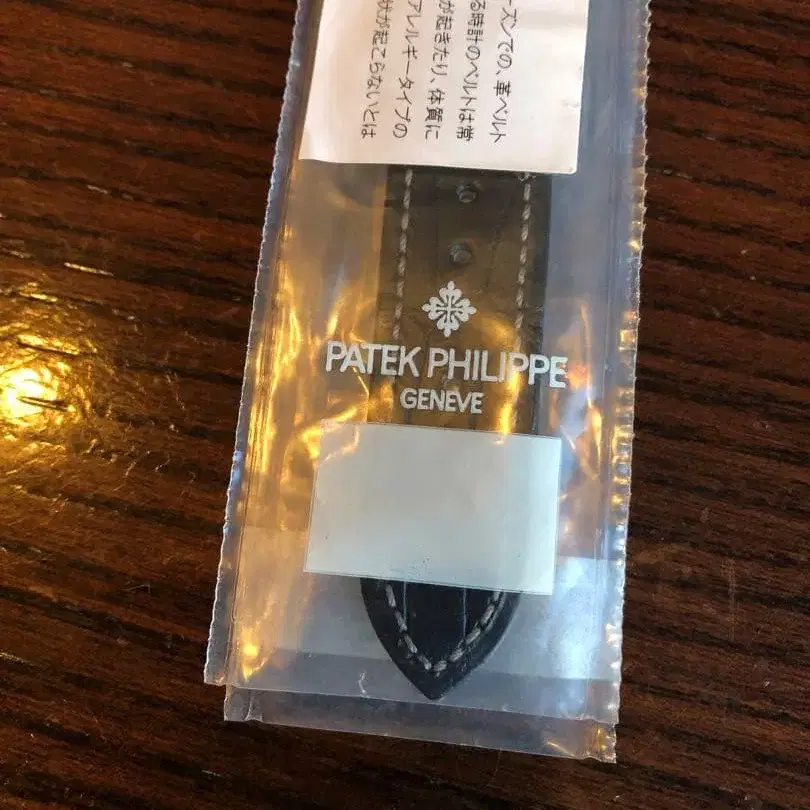 ーズンでの、革ベルト
る時計のベルトは常
が起きたり、体質に
アレルギータイプの
状が起こらないとは
PATEK PHILIPPE
GENEVE